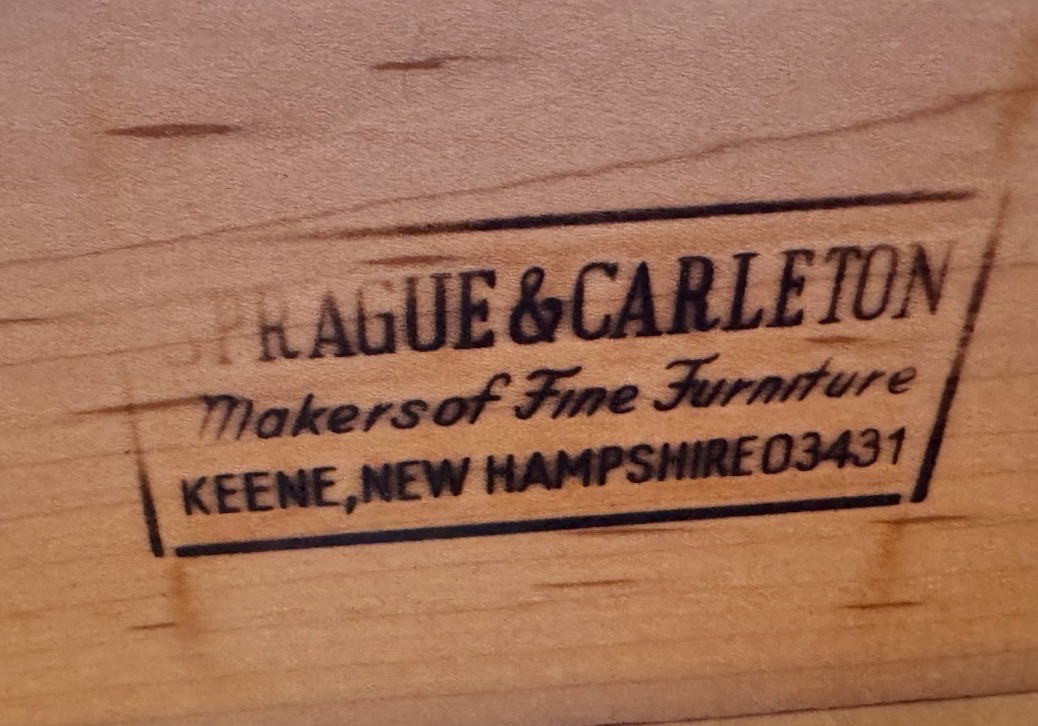 SPRAGUE & CARLETON
Makers of Fine Furniture
KEENE, NEW HAMPSHIRE 03431